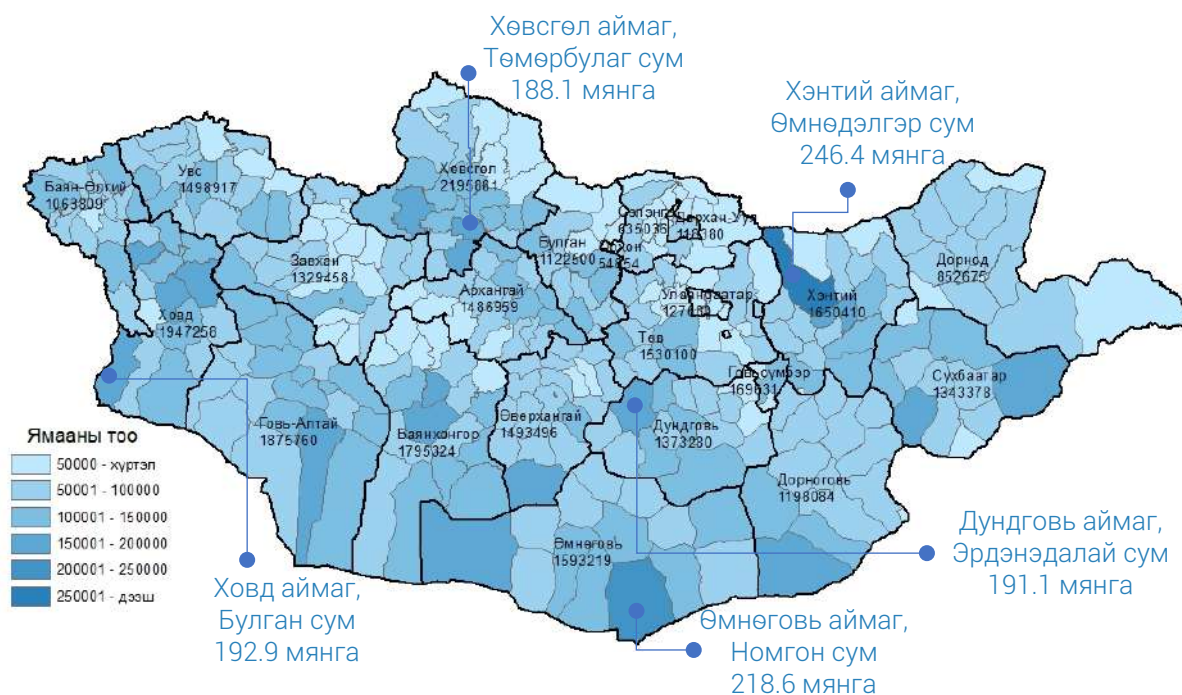 Хөвсгөл аймаг,
Төмөрбулаг сум
188.1 мянга
Хэнтий аймаг,
Өмнөдэлгэр сум
246.4 мянга
Баян-Өлгий
1063809
Увс
1498917
Хөвсгөл
Завхан
1329458
Булган
1122600
Сэлэнгэ
635036
Дархан-Уул
Орхон
Дорнод
852675
Архангай
1486959
Улаанбаатар
Хэнтий
1650410
Ховд
1947258
Төв
1530100
Говьсүмбэр
169631
Сүхбаатар
1343378
Говь-Алтай
1875760
Баянхонгор
1795324
Өверхангай
1493496
Дундговь
1373230
Дорноговь
1198084
Өмнөговь
1593219
Ямааны тоо
50000 - хүртэл
50001 - 100000
100001 - 150000
150001 - 200000
200001 - 250000
250001 - дээш
Ховд аймаг,
Булган сум
192.9 мянга
Өмнөговь аймаг,
Номгон сум
218.6 мянга
Дундговь аймаг,
Эрдэнэдалай сум
191.1 мянга